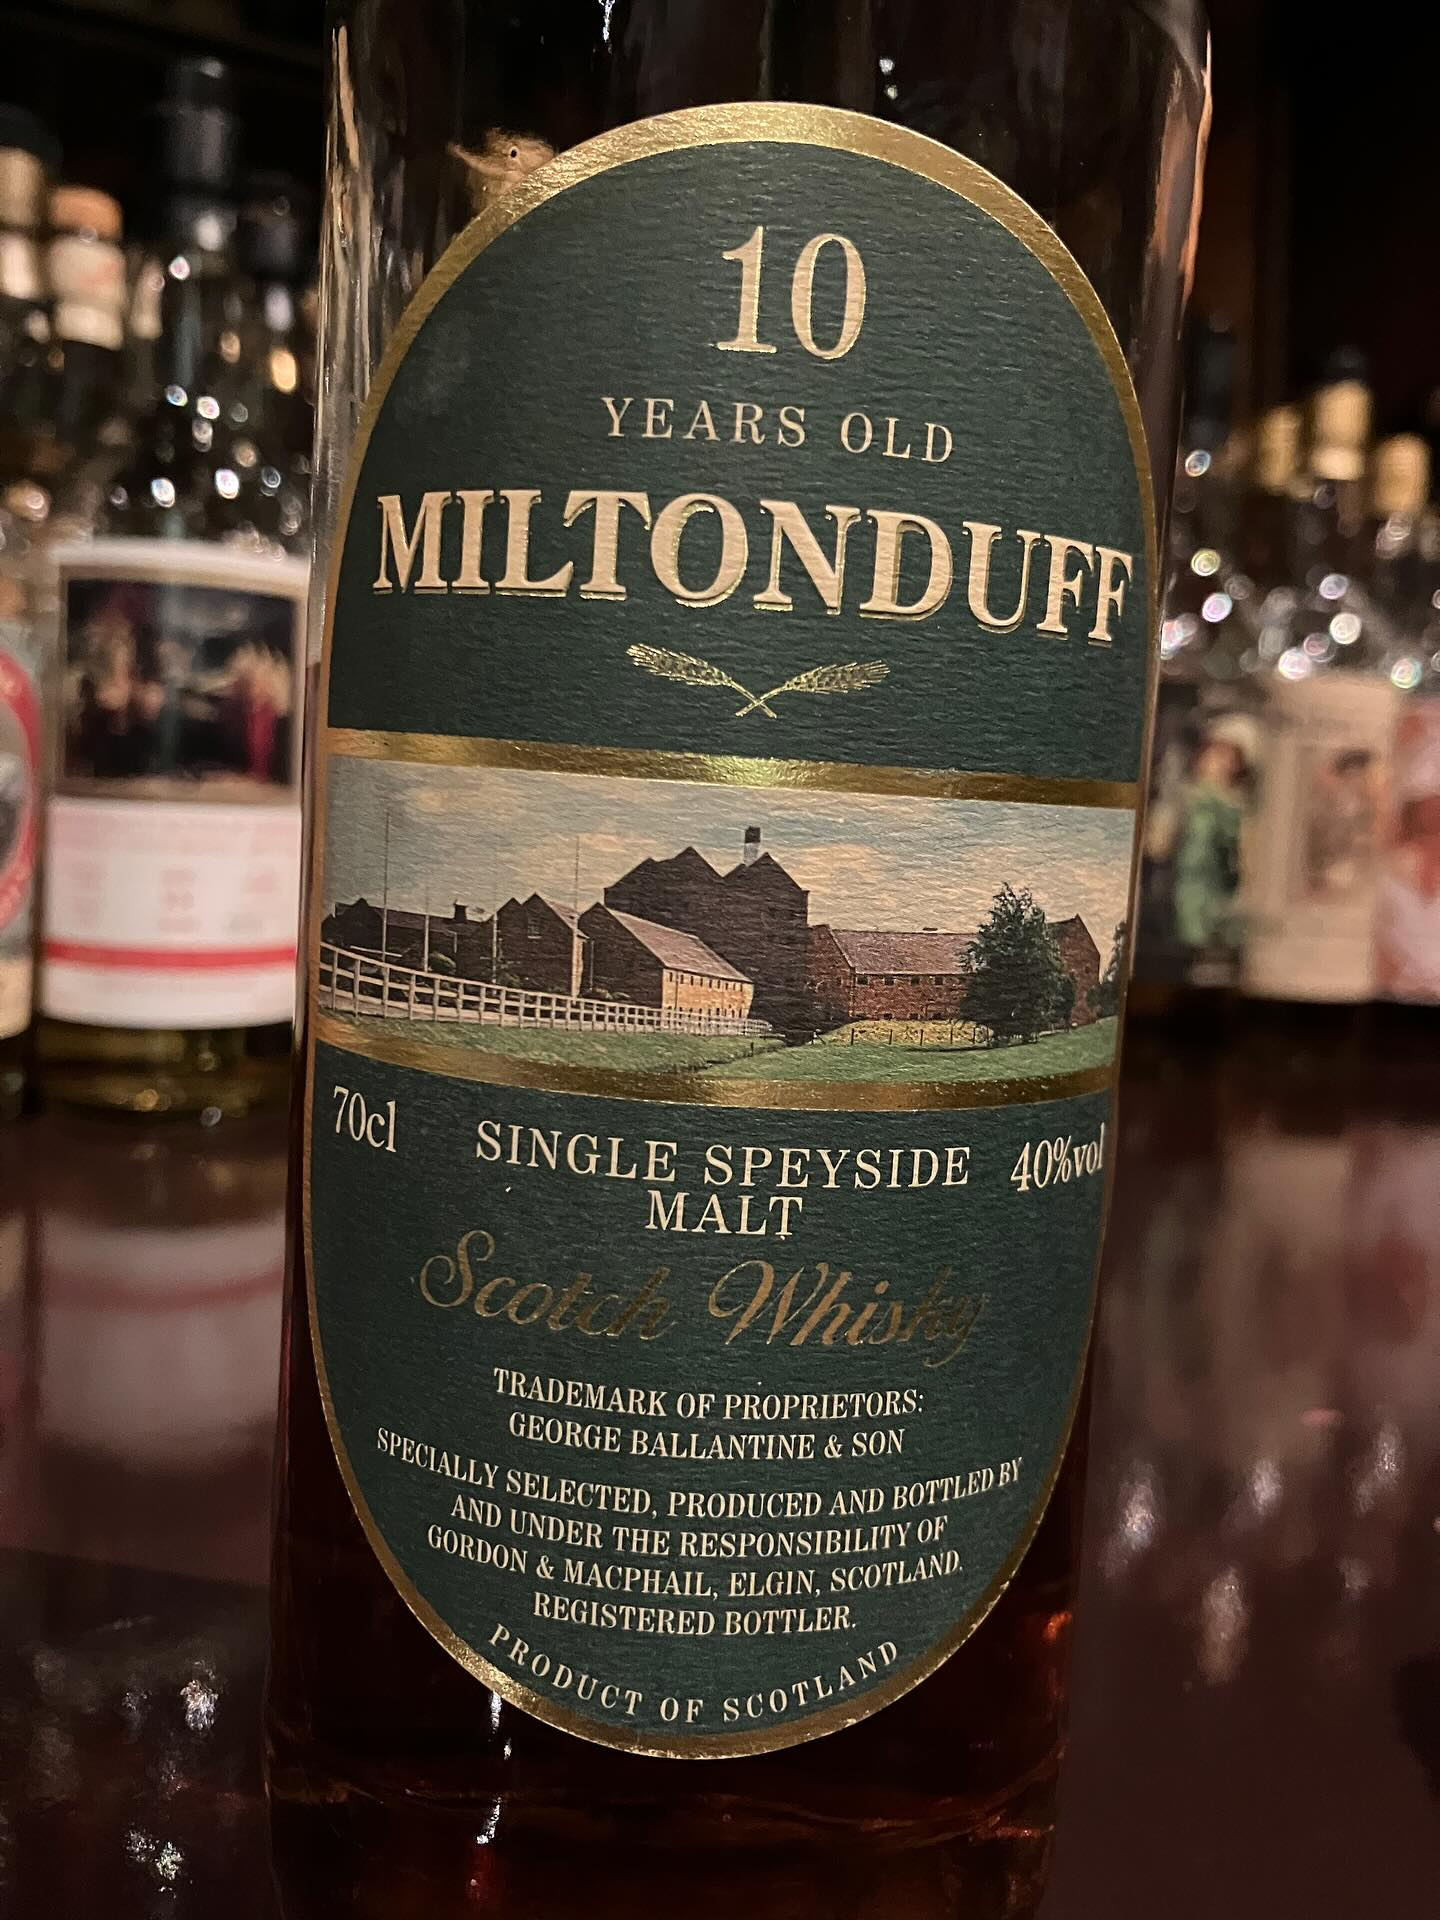 10
YEARS OLD
MILTONDUFF
70cl
SINGLE SPEYSIDE
40%vol
MALT
Scotch Whisky
TRADEMARK OF PROPRIETORS:
GEORGE BALLANTINE & SON
SPECIALLY SELECTED, PRODUCED AND BOTTLED BY
AND UNDER THE RESPONSIBILITY OF
GORDON & MACPHAIL, ELGIN, SCOTLAND.
REGISTERED BOTTLER.
PRODUCT OF SCOTLAND